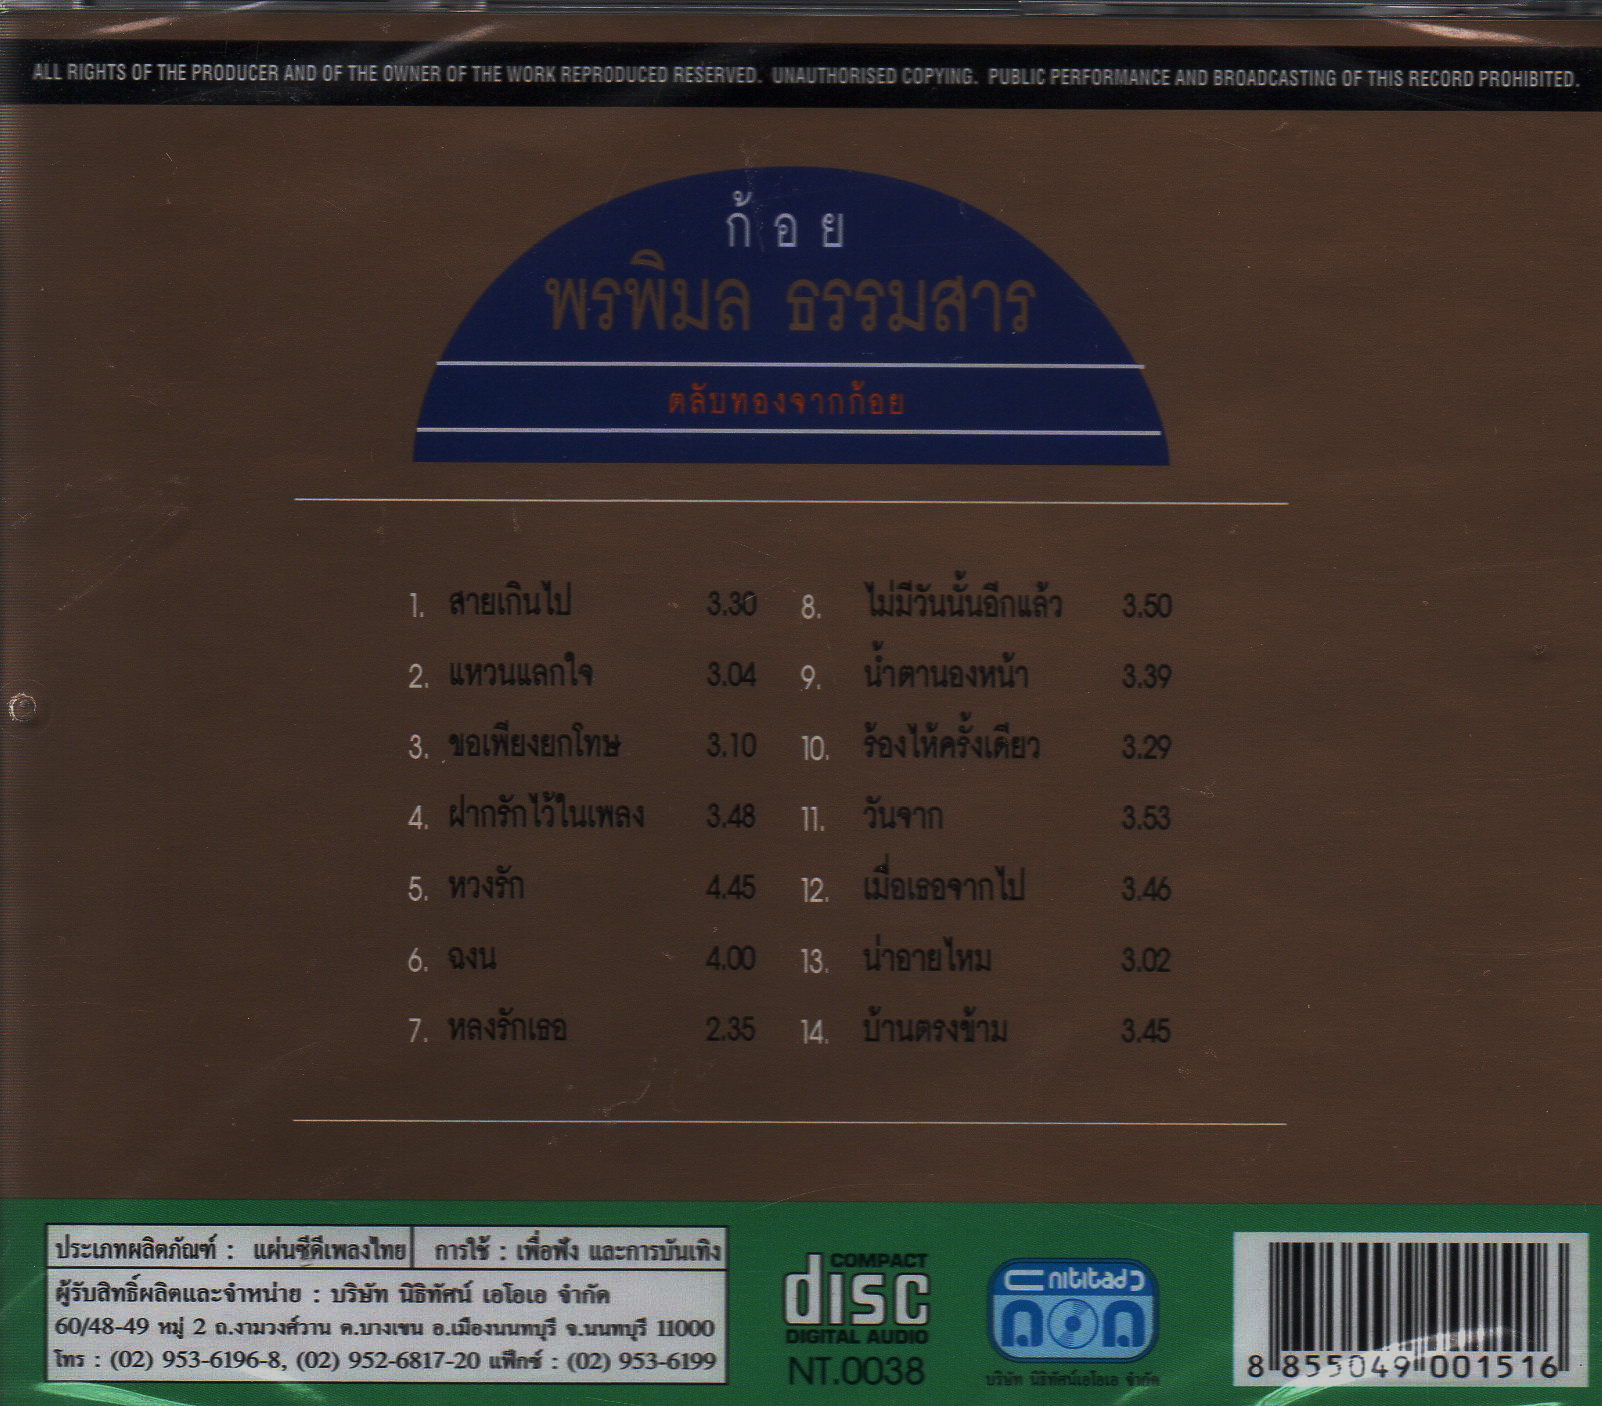 ALL RIGHTS OF THE PRODUCER AND OF THE OWNER OF THE WORK REPRODUCED RESERVED. UNAUTHORISED COPYING. PUBLIC PERFORMANCE AND BROADCASTING OF THIS RECORD PROHIBITED.
ก้อย
พรพิมล ธรรมสาร
ตลับทองจากก้อย
1. สายเกินไป 3.30
2. แหวนแลกใจ 3.04
3. ขอเพียงยกโทษ 3.10
4. ฝากรักไว้ในเพลง 3.48
5. หวงรัก 4.45
6. ฉงน 4.00
7. หลงรักเธอ 2.35
8. ไม่มีวันนั้นอีกแล้ว 3.50
9. น้ำตานองหน้า 3.39
10. ร้องไห้ครั้งเดียว 3.29
11. วันจาก 3.53
12. เมื่อเธอจากไป 3.46
13. น่าอายไหม 3.02
14. บ้านตรงข้าม 3.45
ประเภทผลิตภัณฑ์ : แผ่นซีดีเพลงไทย การใช้ : เพื่อฟัง และการบันเทิง
ผู้รับสิทธิ์ผลิตและจำหน่าย : บริษัท นิธิทัศน์ เอโอเอ จำกัด
60/48-49 หมู่ 2 ถ.งามวงศ์วาน ต.บางเขน อ.เมืองนนทบุรี จ.นนทบุรี 11000
โทร : (02) 953-6196-8, (02) 952-6817-20 แฟ๊กซ์ : (02) 953-6199
COMPACT
disc
DIGITAL AUDIO
NT.0038
บริษัท นิธิทัศน์เอโอเอ จำกัด
8 855049 001516